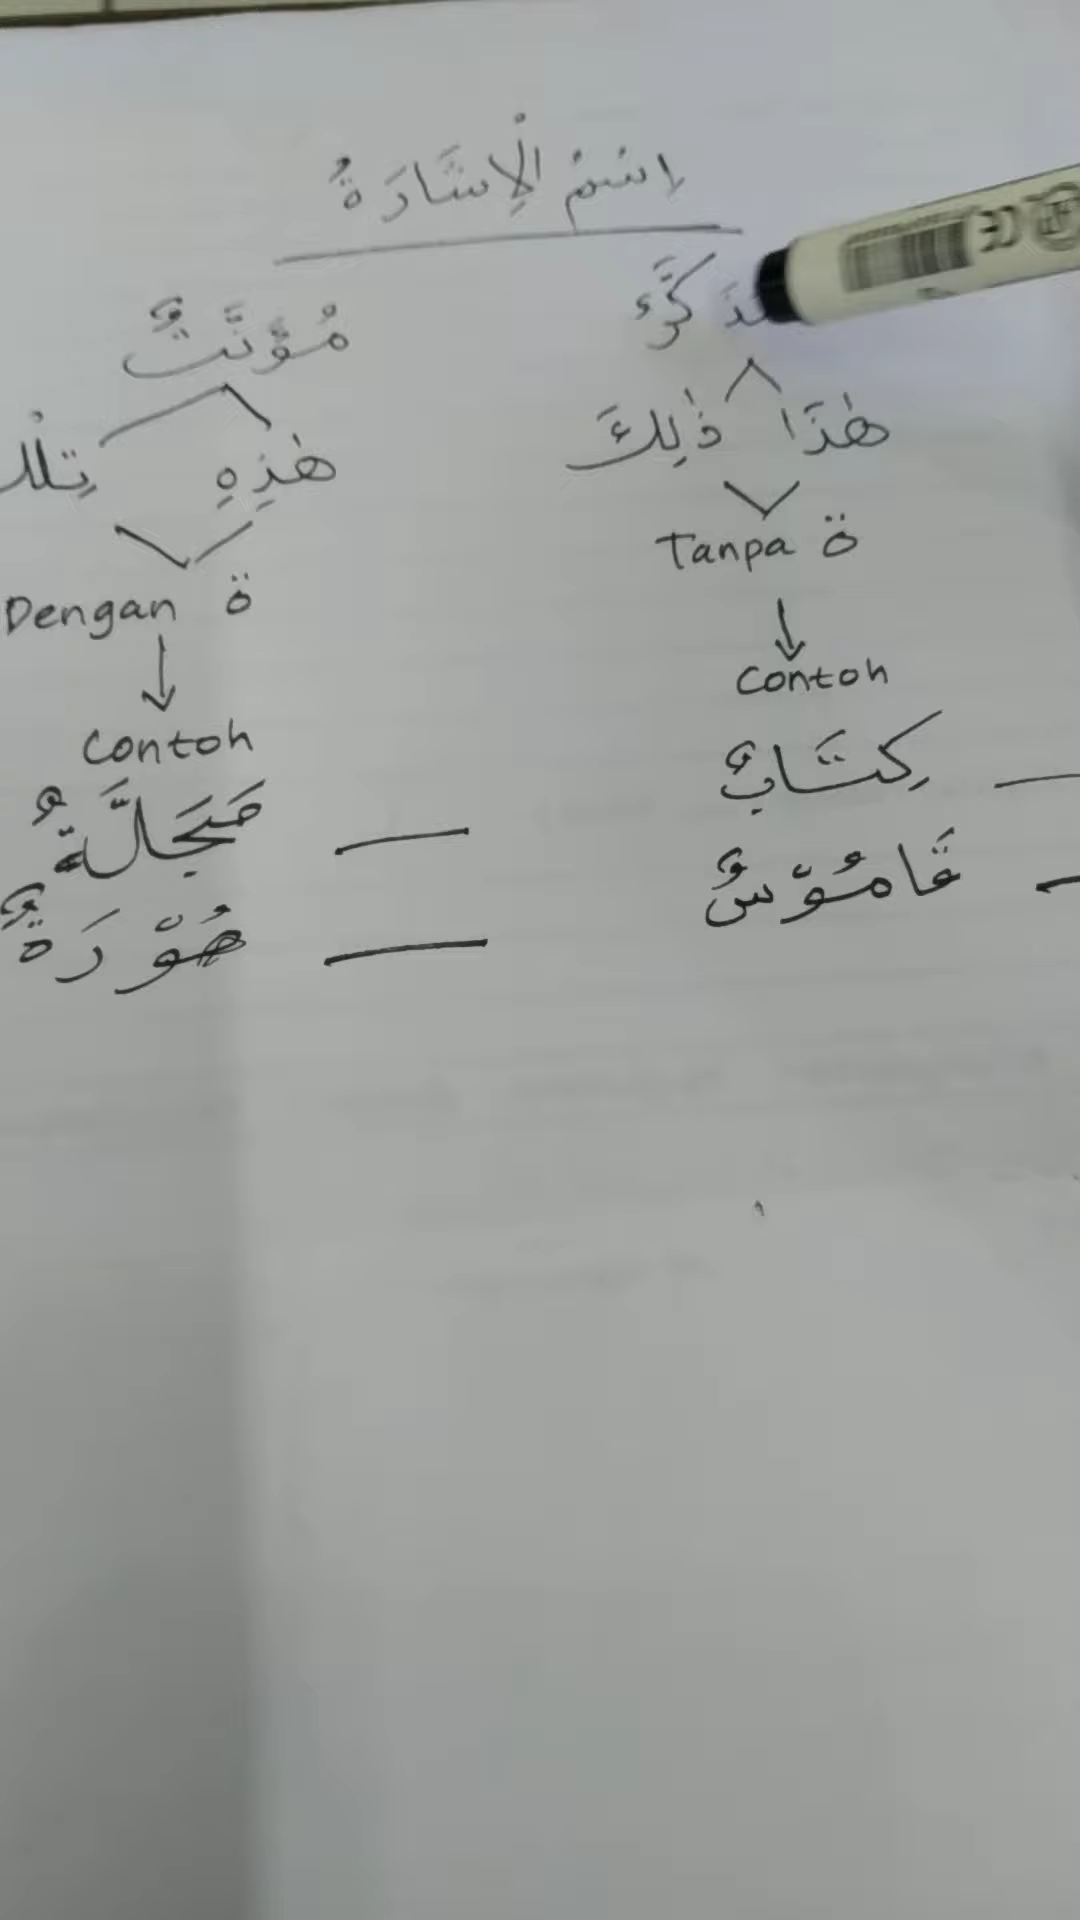 اِسْمُ الْاِشَارَةُ
مُذَكَّرٌ مُؤَنَّثٌ
هٰذَا ذٰلِكَ هٰذِهِ تِلْك
Tanpa ة Dengan ة
Contoh Contoh
كِتَابٌ مَجَلَّةٌ
قَامُوْسٌ صُوْرَةٌ